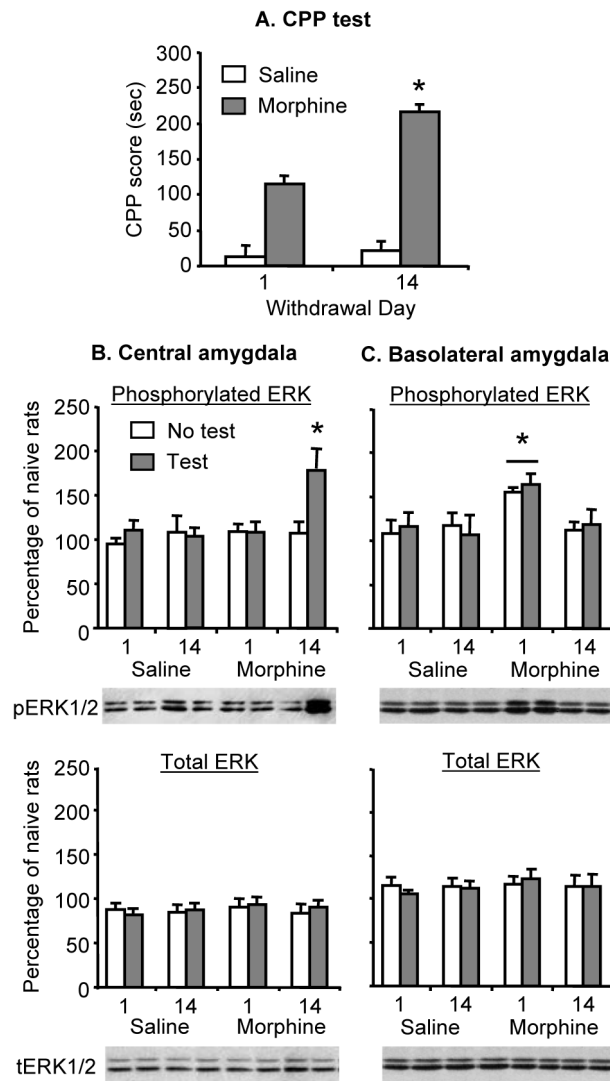 A. CPP test
CPP score (sec)
300
250
200
150
100
50
0
Saline
Morphine
*
1 14
Withdrawal Day
B. Central amygdala
C. Basolateral amygdala
Phosphorylated ERK
Phosphorylated ERK
Percentage of naive rats
250
200
150
100
50
0
No test
Test
*
*
1 14 1 14
Saline Morphine
1 14 1 14
Saline Morphine
pERK1/2
Total ERK
Total ERK
Percentage of naive rats
250
200
150
100
50
0
1 14 1 14
Saline Morphine
1 14 1 14
Saline Morphine
tERK1/2